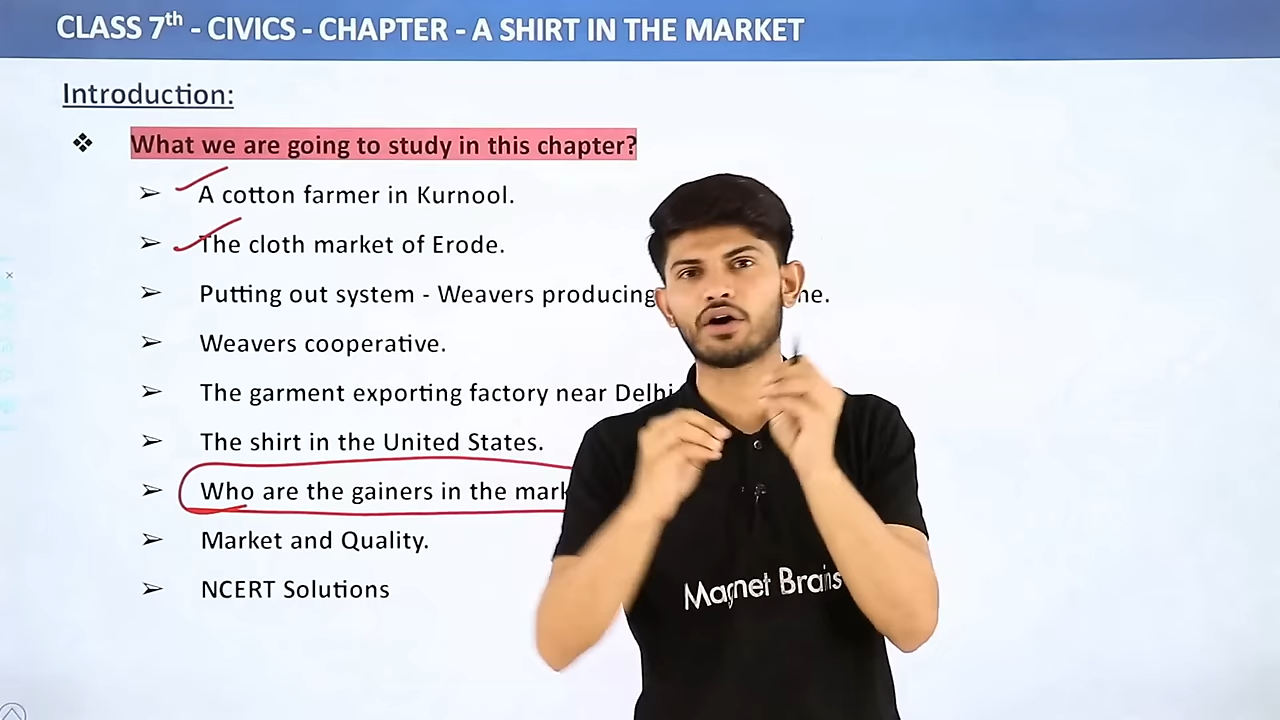 CLASS 7th - CIVICS - CHAPTER - A SHIRT IN THE MARKET
Introduction:
❖ What we are going to study in this chapter?
➢ A cotton farmer in Kurnool.
➢ The cloth market of Erode.
➢ Putting out system - Weavers producing
➢ Weavers cooperative.
➢ The garment exporting factory near Delhi
➢ The shirt in the United States.
➢ Who are the gainers in the
➢ Market and Quality.
➢ NCERT Solutions
Magnet Brains